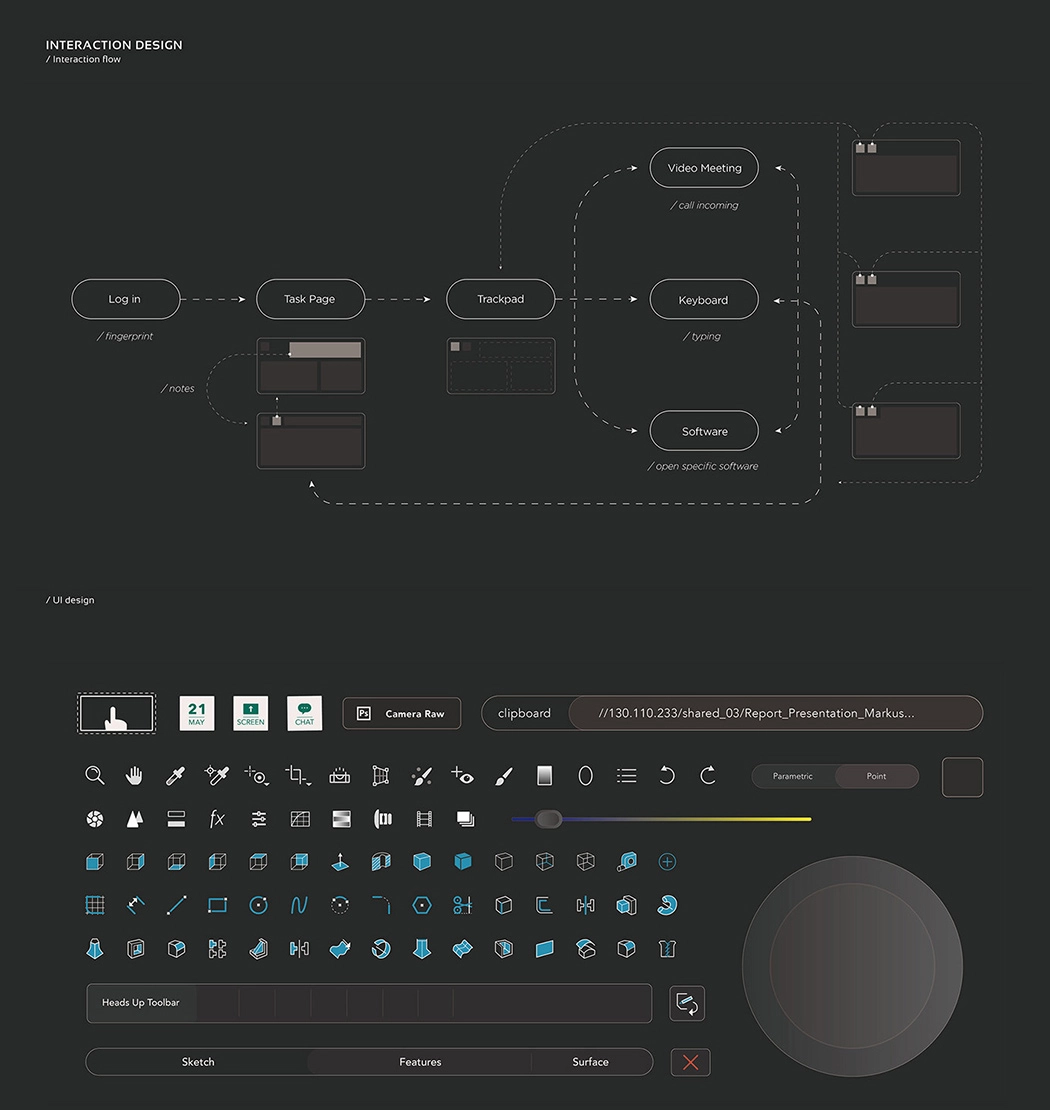 INTERACTION DESIGN
/ Interaction flow
Video Meeting
/ call incoming
Log in
Task Page
Trackpad
Keyboard
/ fingerprint
/ typing
/ notes
Software
/ open specific software
/ UI design
21
MAY
SCREEN
CHAT
Ps
Camera Raw
clipboard
//130.110.233/shared_03/Report_Presentation_Markus...
Parametric
Point
fx
Heads Up Toolbar
Sketch
Features
Surface